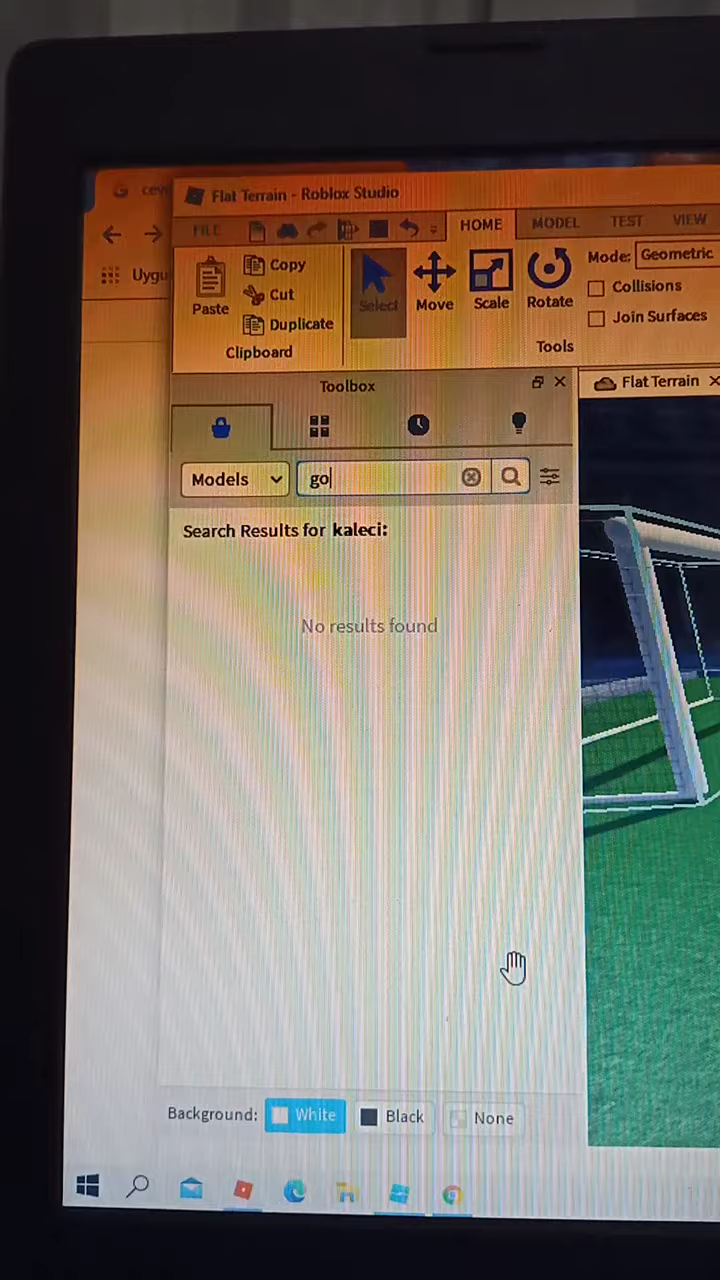 cev
Flat Terrain - Roblox Studio
FILE
HOME
MODEL
TEST
VIEW
Uygu
Paste
Copy
Cut
Duplicate
Clipboard
Select
Move
Scale
Rotate
Mode: Geometric
Collisions
Join Surfaces
Tools
Toolbox
Flat Terrain
Models
go
Search Results for kaleci:
No results found
Background: White Black None